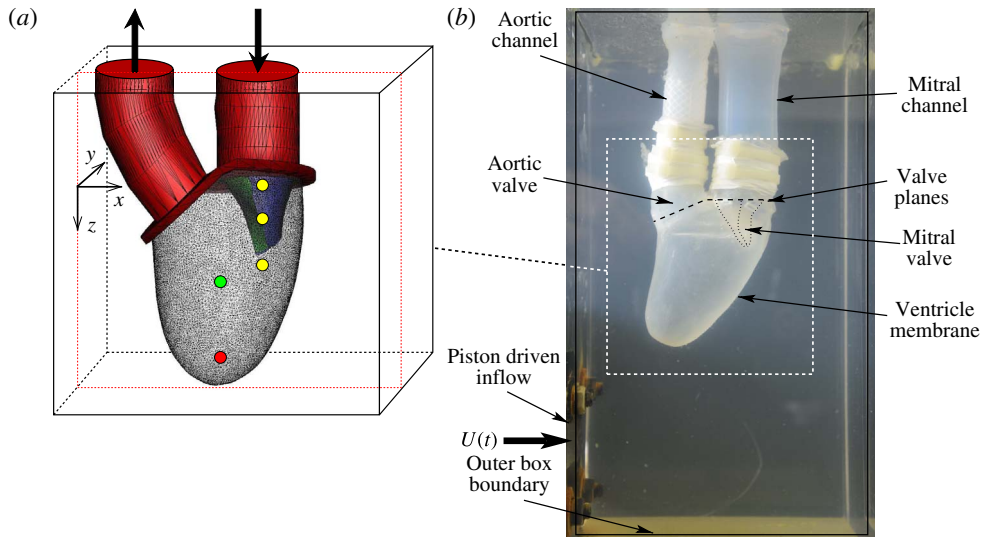 (a)
y
x
z
(b)
Aortic
channel
Mitral
channel
Aortic
valve
Valve
planes
Mitral
valve
Ventricle
membrane
Piston driven
inflow
U(t)
Outer box
boundary